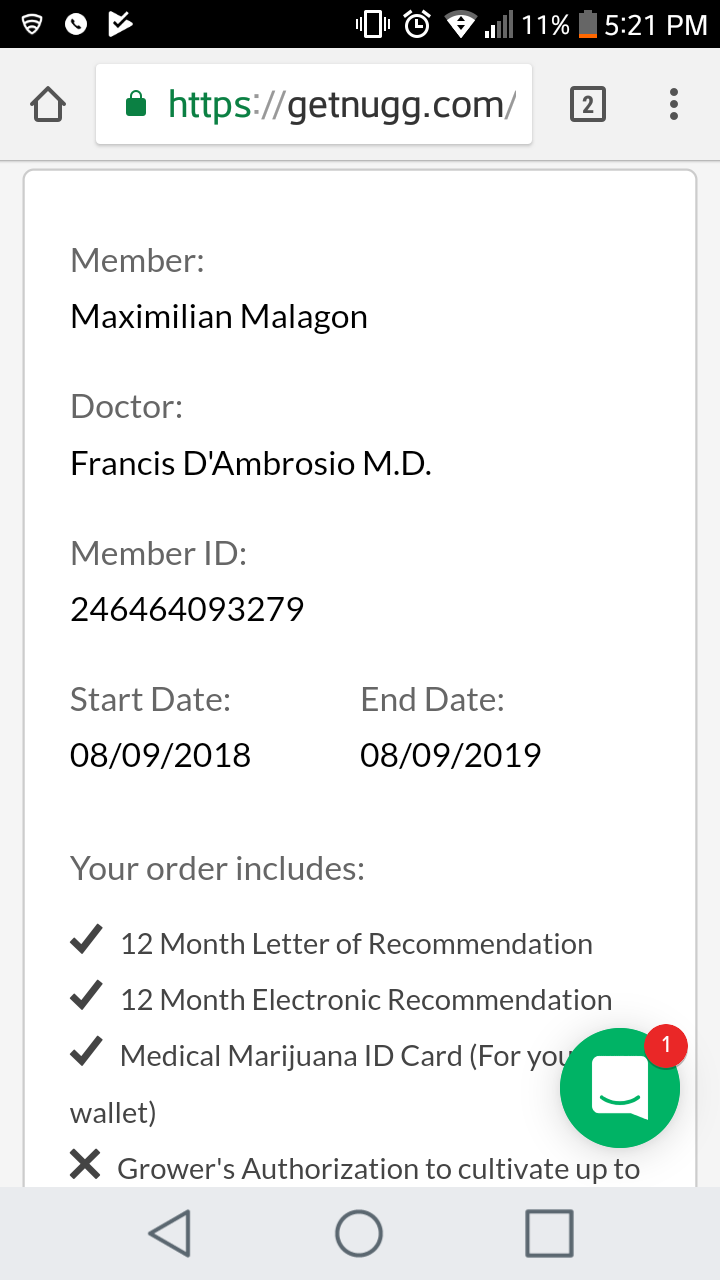 11% 5:21 PM
https://getnugg.com/
2
Member:
Maximilian Malagon
Doctor:
Francis D'Ambrosio M.D.
Member ID:
246464093279
Start Date: End Date:
08/09/2018 08/09/2019
Your order includes:
12 Month Letter of Recommendation
12 Month Electronic Recommendation
Medical Marijuana ID Card (For you
1
wallet)
Grower's Authorization to cultivate up to